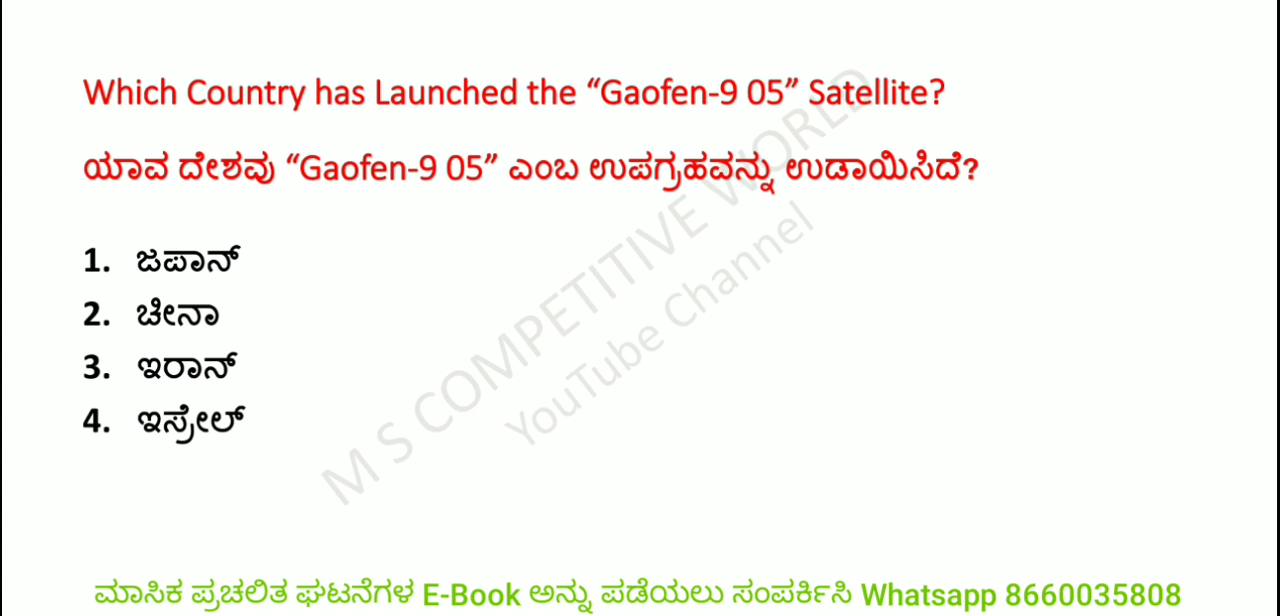 Which Country has Launched the “Gaofen-9 05” Satellite?
ಯಾವ ದೇಶವು “Gaofen-9 05” ಎಂಬ ಉಪಗ್ರಹವನ್ನು ಉಡಾಯಿಸಿದೆ?
1. ಜಪಾನ್
2. ಚೀನಾ
3. ಇರಾನ್
4. ಇಸ್ರೇಲ್
M S COMPETITIVE WORLD
YouTube Channel
ಮಾಸಿಕ ಪ್ರಚಲಿತ ಘಟನೆಗಳ E-Book ಅನ್ನು ಪಡೆಯಲು ಸಂಪರ್ಕಿಸಿ Whatsapp 8660035808